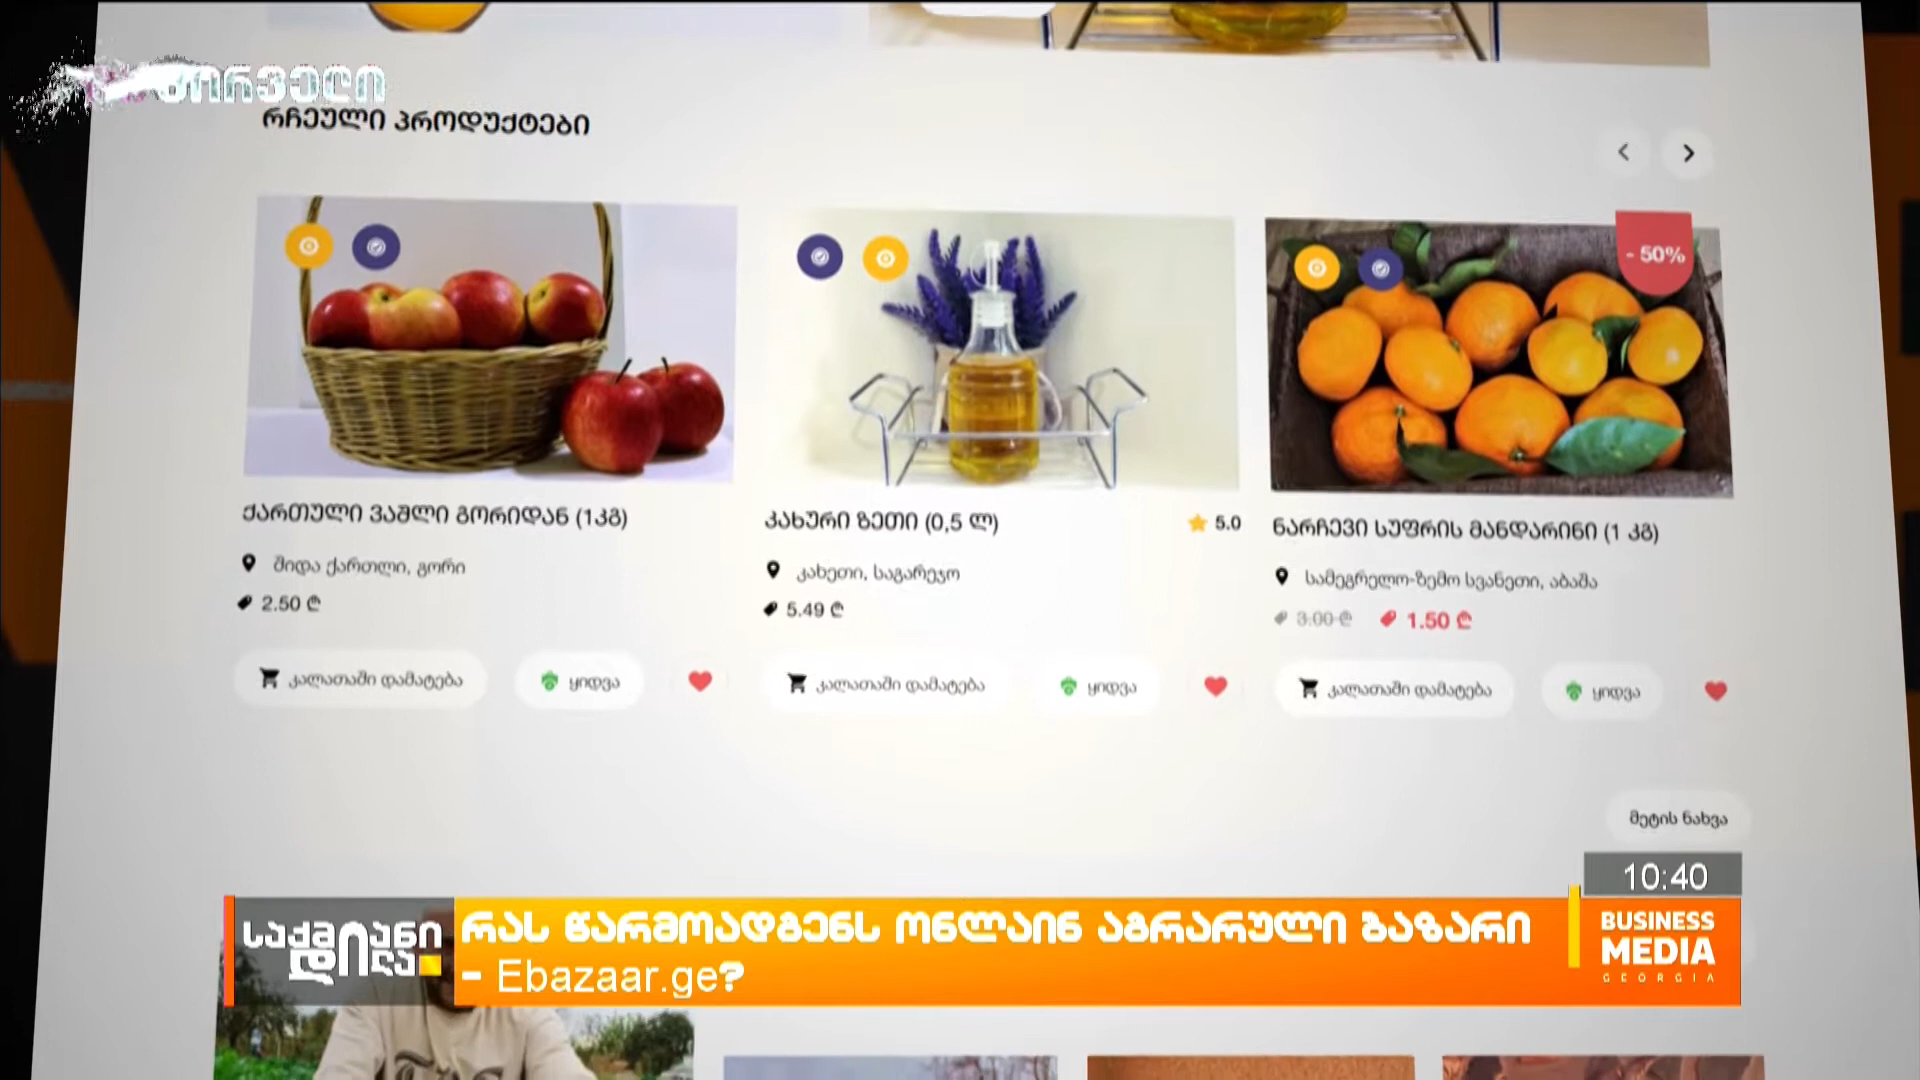 პირველი
რჩეული პროდუქტები
- 50%
ქართული ვაშლი გორიდან (1კგ)
შიდა ქართლი, გორი
2.50 ₾
კალათაში დამატება
ყიდვა
კახური ზეთი (0,5 ლ)
5.0
კახეთი, საგარეჯო
5.49 ₾
კალათაში დამატება
ყიდვა
ნარჩევი სუფრის მანდარინი (1 კგ)
სამეგრელო-ზემო სვანეთი, აბაშა
3.00 ₾ 1.50 ₾
კალათაში დამატება
ყიდვა
მეტის ნახვა
10:40
საქმიანი
დილა
რას წარმოადგენს ონლაინ აგრარული ბაზარი
- Ebazaar.ge?
BUSINESS
MEDIA
GEORGIA